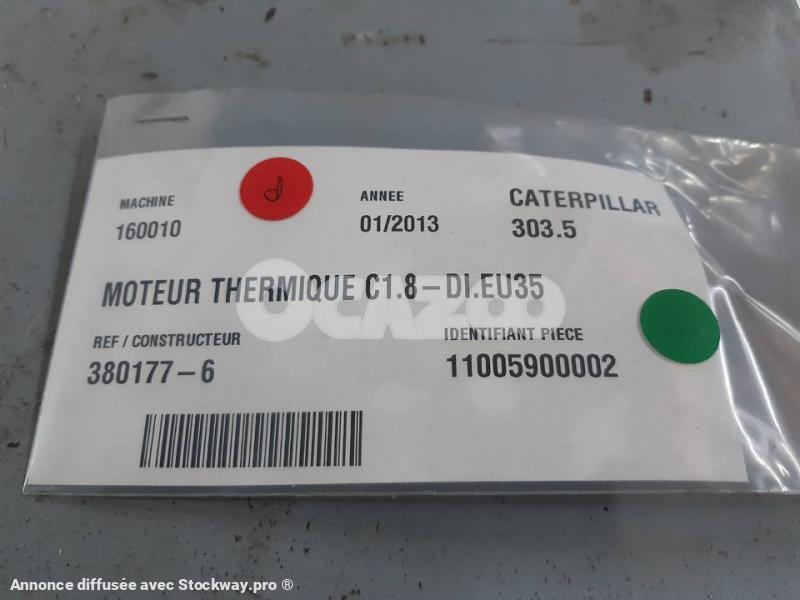 MACHINE
160010
d
ANNEE
01/2013
CATERPILLAR
303.5
MOTEUR THERMIQUE C1.8-DI.EU35
OCAZOO
REF / CONSTRUCTEUR
380177-6
IDENTIFIANT PIECE
11005900002
Annonce diffusée avec Stockway.pro ®